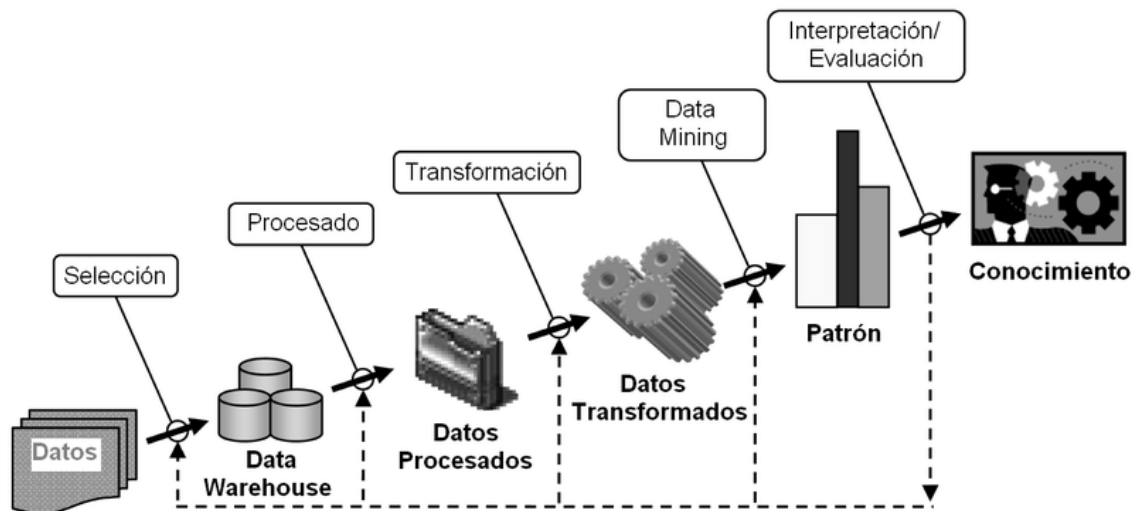 Interpretación/
Evaluación
Data
Mining
Transformación
Procesado
Selección
Conocimiento
Patrón
Datos
Transformados
Datos
Procesados
Datos
Data
Warehouse